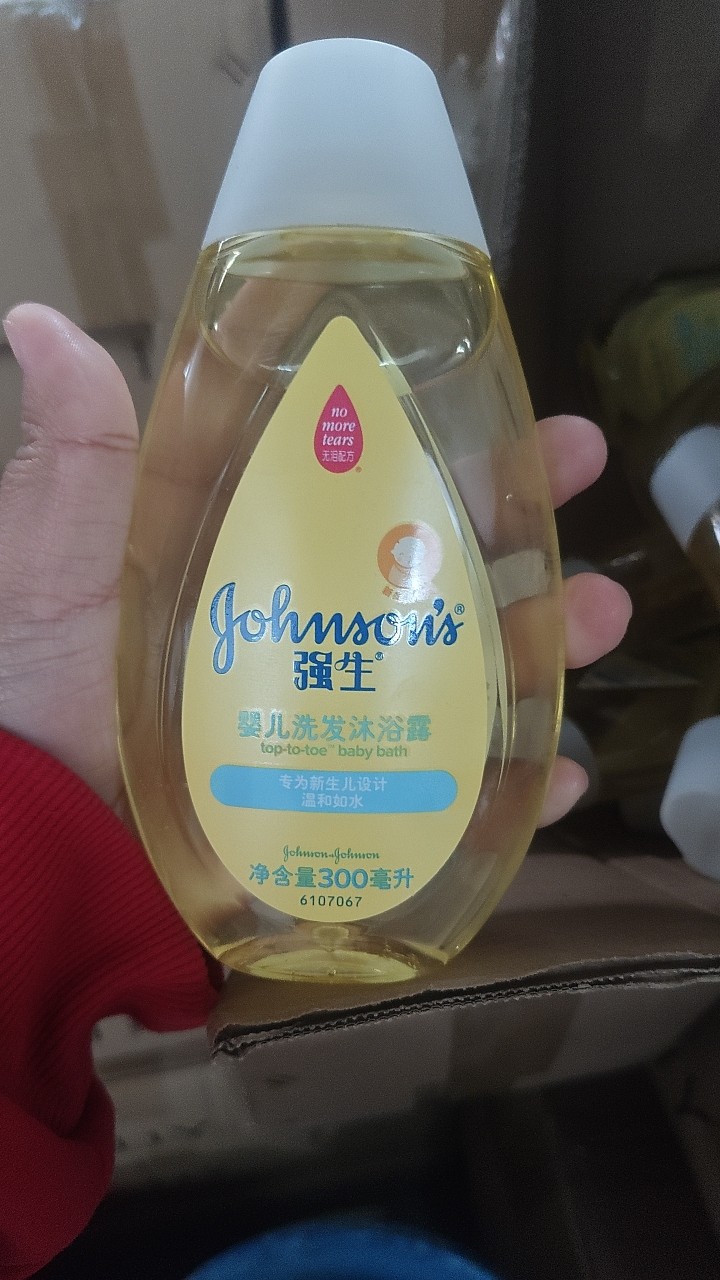 no
more
tears
无泪配方
Johnson's®
强生®
婴儿洗发沐浴露
top-to-toe™ baby bath
专为新生儿设计
温和如水
Johnson & Johnson
净含量300毫升
6107067